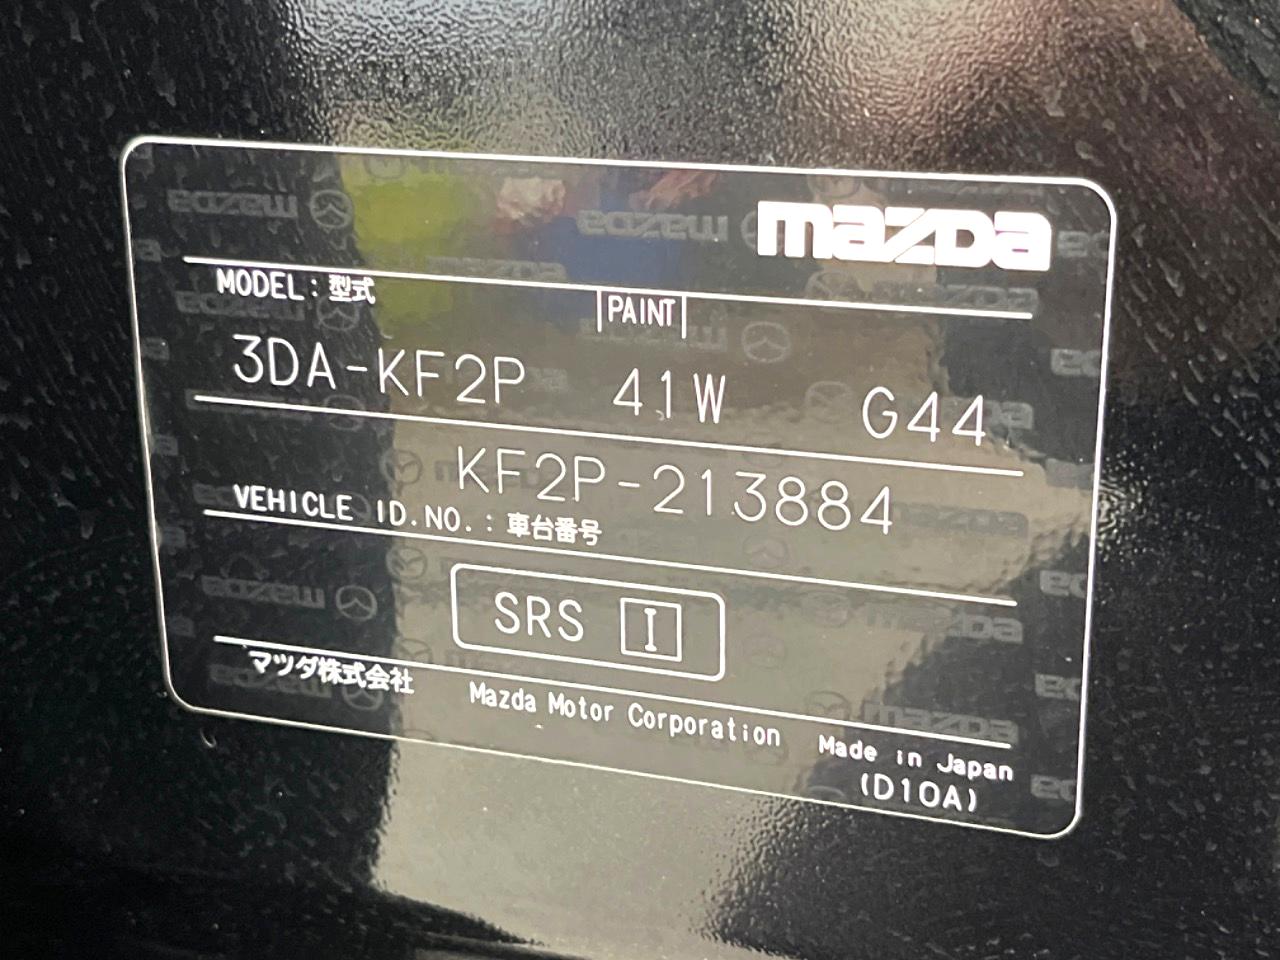 mazda
MODEL : 型式
PAINT
3DA-KF2P 41W G44
KF2P-213884
VEHICLE ID.NO. : 車台番号
SRS I
マツダ株式会社 Mazda Motor Corporation Made in Japan
(D10A)